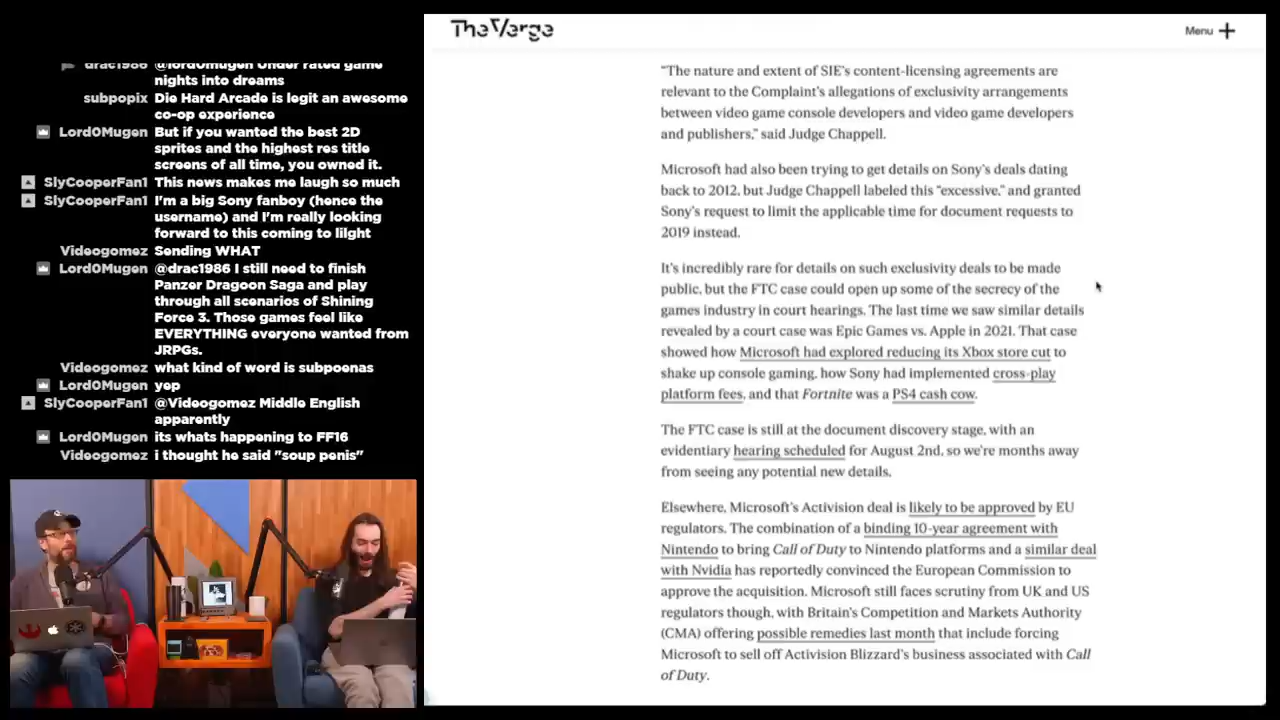 drac1986 @lord0mugen Under rated game
nights into dreams
subpopix Die Hard Arcade is legit an awesome
co-op experience
Lord0Mugen But if you wanted the best 2D
sprites and the highest res title
screens of all time, you owned it.
SlyCooperFan1 This news makes me laugh so much
SlyCooperFan1 I'm a big Sony fanboy (hence the
username) and I'm really looking
forward to this coming to lilght
Videogomez Sending WHAT
Lord0Mugen @drac1986 I still need to finish
Panzer Dragoon Saga and play
through all scenarios of Shining
Force 3. Those games feel like
EVERYTHING everyone wanted from
JRPGs.
Videogomez what kind of word is subpoenas
Lord0Mugen yep
SlyCooperFan1 @Videogomez Middle English
apparently
Lord0Mugen its whats happening to FF16
Videogomez i thought he said "soup penis"
The Verge
Menu
“The nature and extent of SIE’s content-licensing agreements are
relevant to the Complaint’s allegations of exclusivity arrangements
between video game console developers and video game developers
and publishers,” said Judge Chappell.
Microsoft had also been trying to get details on Sony’s deals dating
back to 2012, but Judge Chappell labeled this “excessive,” and granted
Sony’s request to limit the applicable time for document requests to
2019 instead.
It’s incredibly rare for details on such exclusivity deals to be made
public, but the FTC case could open up some of the secrecy of the
games industry in court hearings. The last time we saw similar details
revealed by a court case was Epic Games vs. Apple in 2021. That case
showed how Microsoft had explored reducing its Xbox store cut to
shake up console gaming, how Sony had implemented cross-play
platform fees, and that Fortnite was a PS4 cash cow.
The FTC case is still at the document discovery stage, with an
evidentiary hearing scheduled for August 2nd, so we’re months away
from seeing any potential new details.
Elsewhere, Microsoft’s Activision deal is likely to be approved by EU
regulators. The combination of a binding 10-year agreement with
Nintendo to bring Call of Duty to Nintendo platforms and a similar deal
with Nvidia has reportedly convinced the European Commission to
approve the acquisition. Microsoft still faces scrutiny from UK and US
regulators though, with Britain’s Competition and Markets Authority
(CMA) offering possible remedies last month that include forcing
Microsoft to sell off Activision Blizzard’s business associated with Call
of Duty.